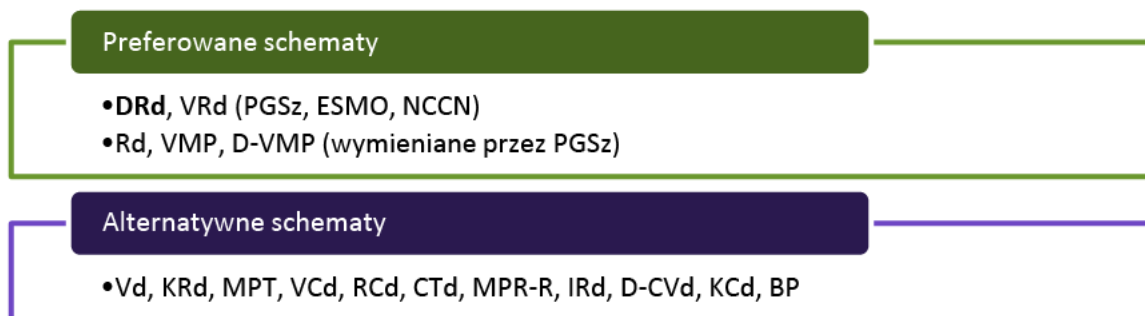 Preferowane schematy
•DRd, VRd (PGSz, ESMO, NCCN)
•Rd, VMP, D-VMP (wymieniane przez PGSz)
Alternatywne schematy
•Vd, KRd, MPT, VCd, RCd, CTd, MPR-R, IRd, D-CVd, KCd, BP